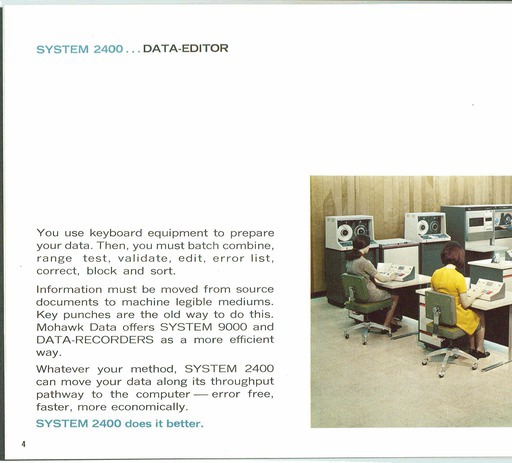 SYSTEM 2400...DATA-EDITOR
You use keyboard equipment to prepare
your data. Then, you must batch combine,
range test, validate, edit, error list,
correct, block and sort.
Information must be moved from source
documents to machine legible mediums.
Key punches are the old way to do this.
Mohawk Data offers SYSTEM 9000 and
DATA-RECORDERS as a more efficient
way.
Whatever your method, SYSTEM 2400
can move your data along its throughput
pathway to the computer — error free,
faster, more economically.
SYSTEM 2400 does it better.
4